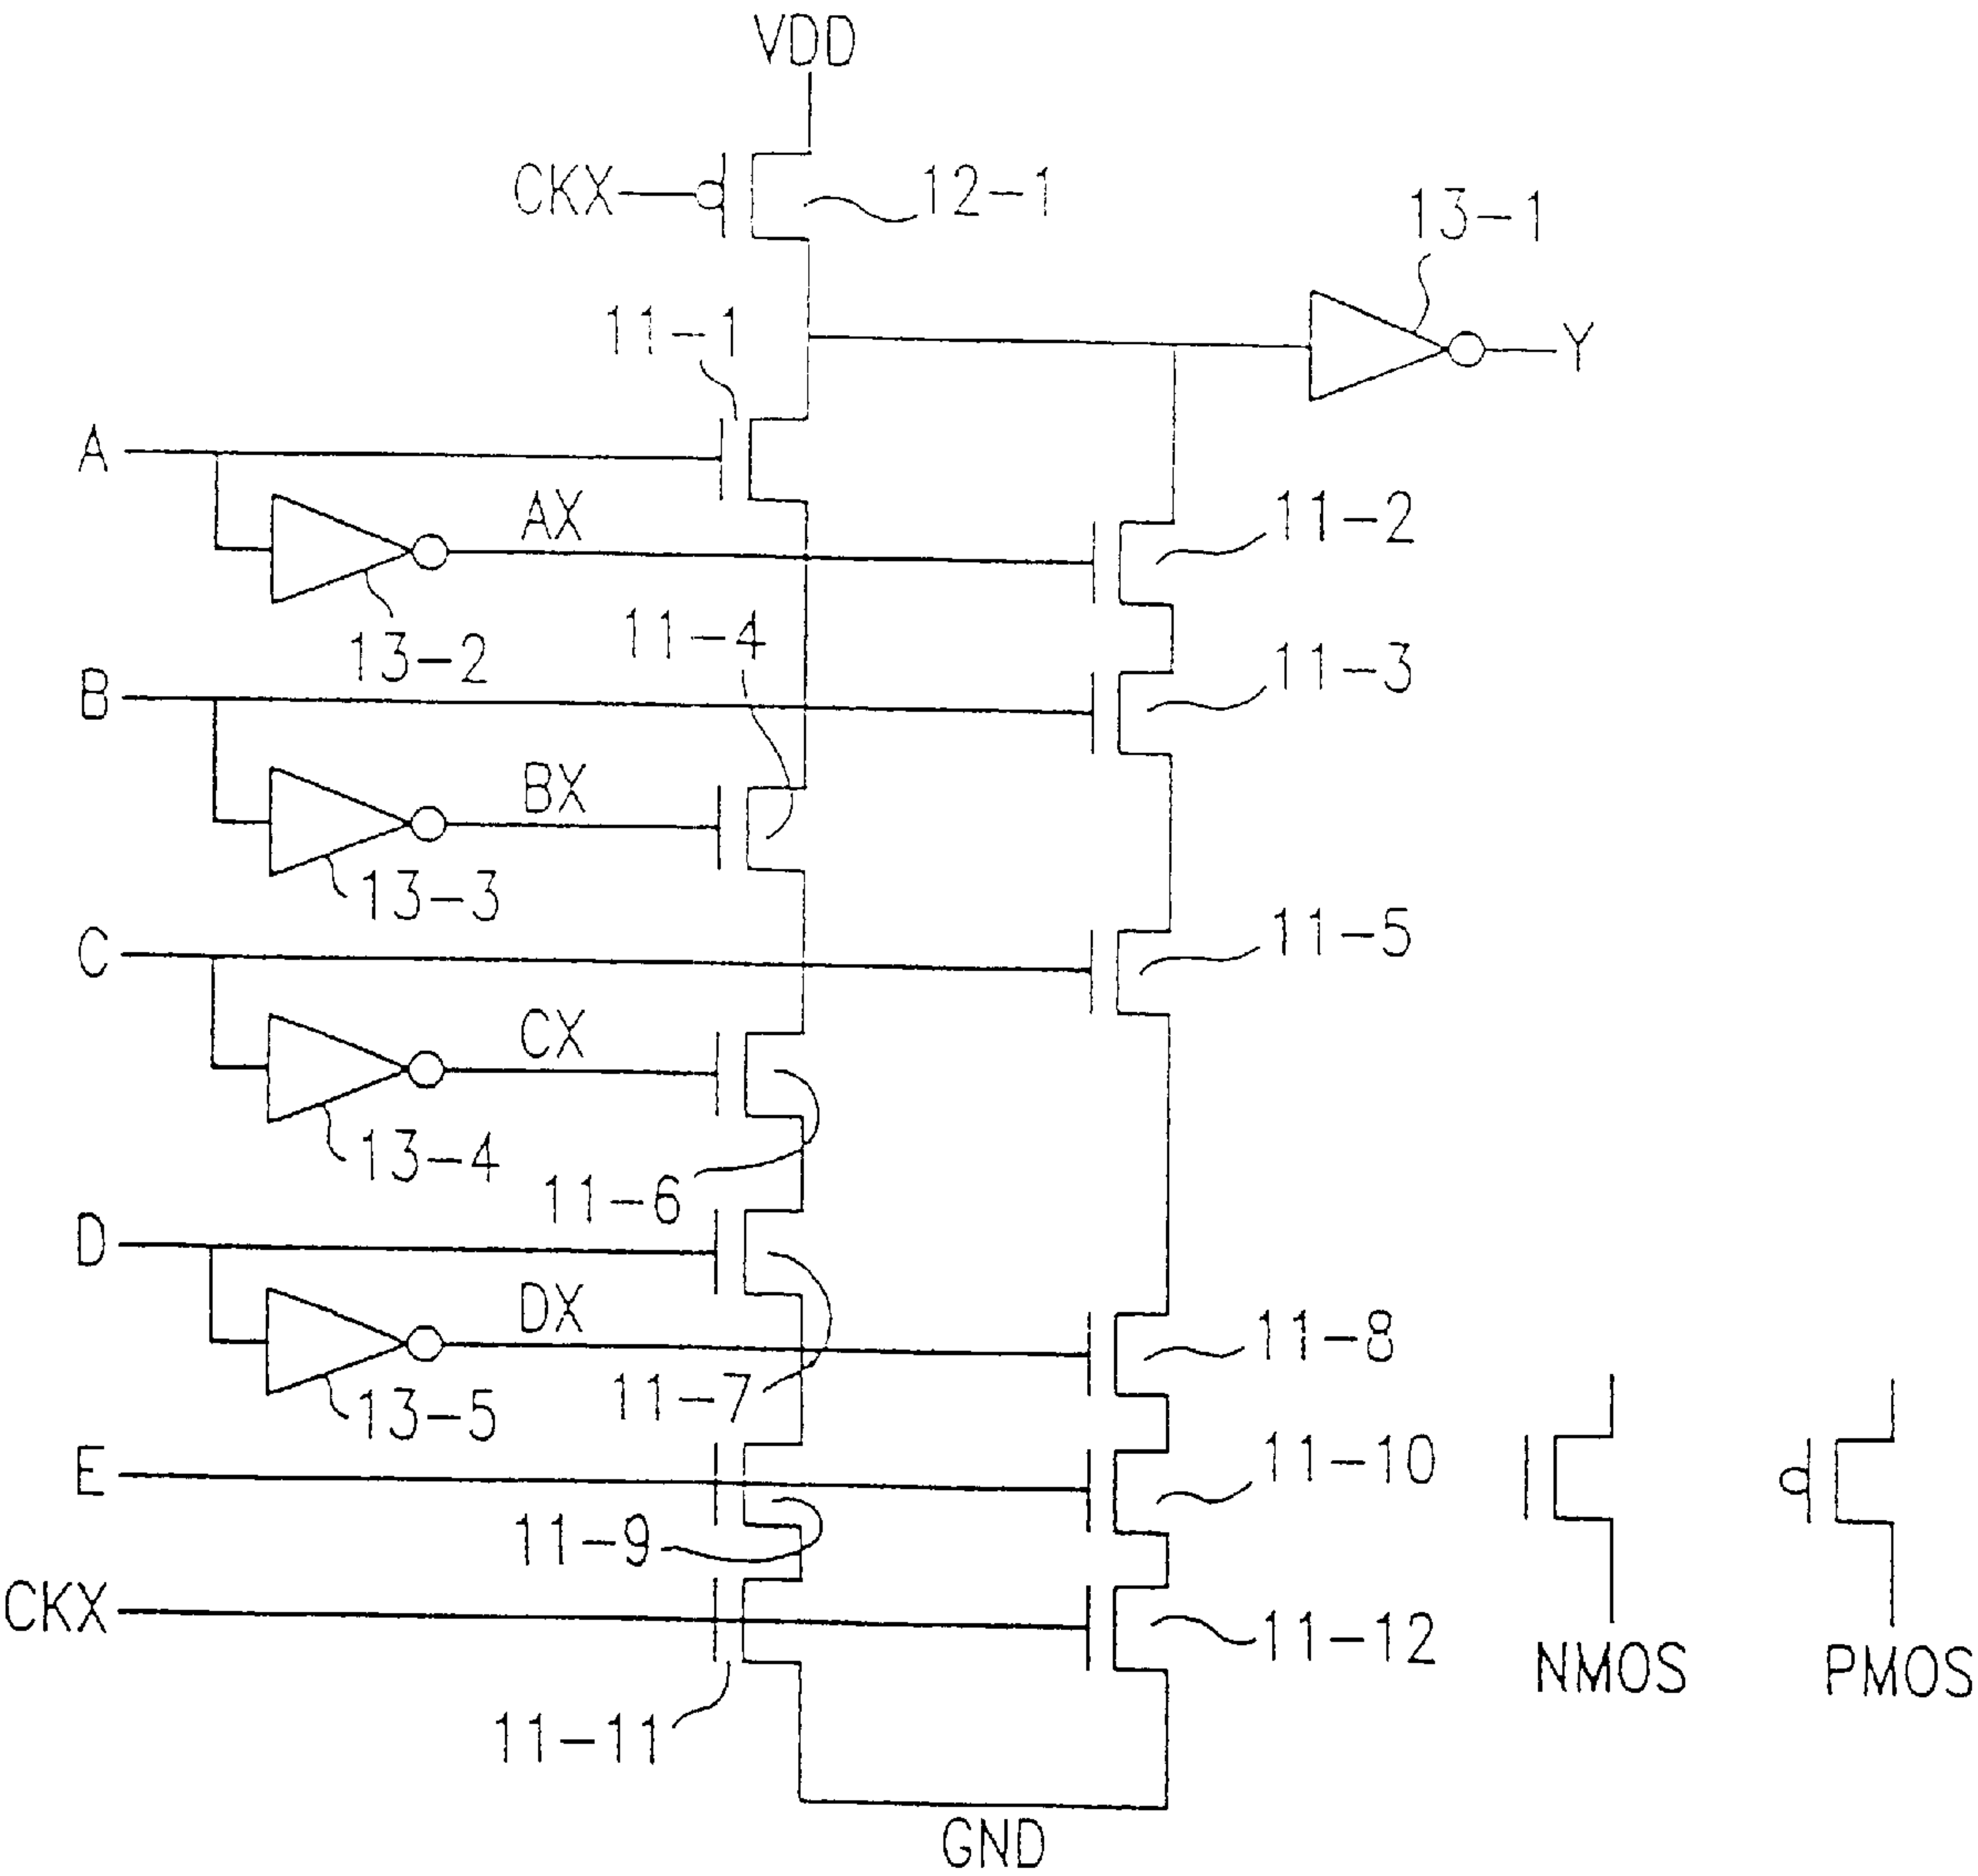 VDD
CKX
12-1
13-1
11-1
Y
A
AX
11-2
13-2
11-4
11-3
B
BX
13-3
11-5
C
CX
13-4
11-6
D
DX
11-8
11-7
13-5
E
11-10
11-9
CKX
11-12
NMOS
PMOS
11-11
GND